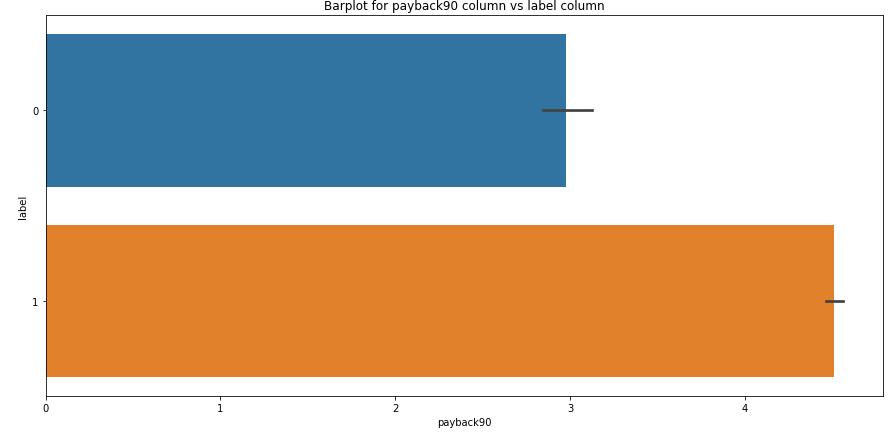 Barplot for payback90 column vs label column
label
0
1
0 1 2 3 4
payback90